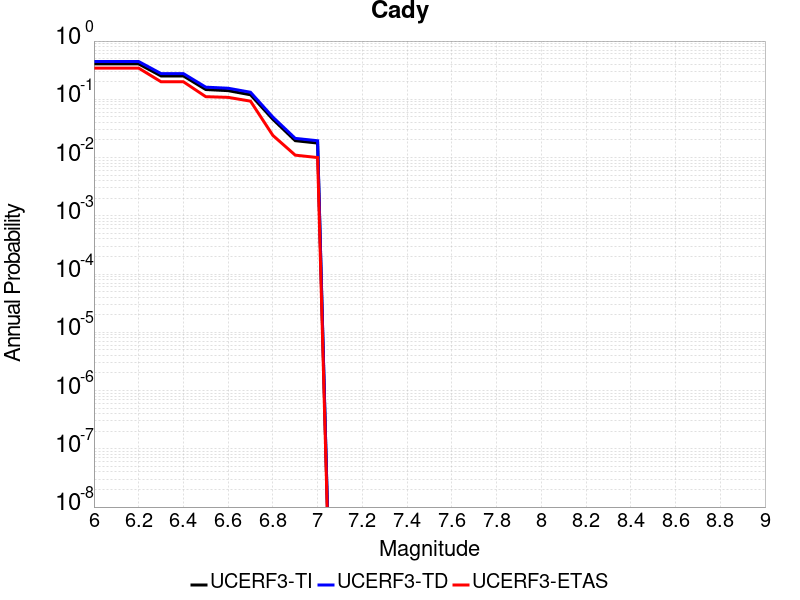 Cady
Annual Probability
10^0
10^-1
10^-2
10^-3
10^-4
10^-5
10^-6
10^-7
10^-8
6 6.2 6.4 6.6 6.8 7 7.2 7.4 7.6 7.8 8 8.2 8.4 8.6 8.8 9
Magnitude
UCERF3-TI UCERF3-TD UCERF3-ETAS